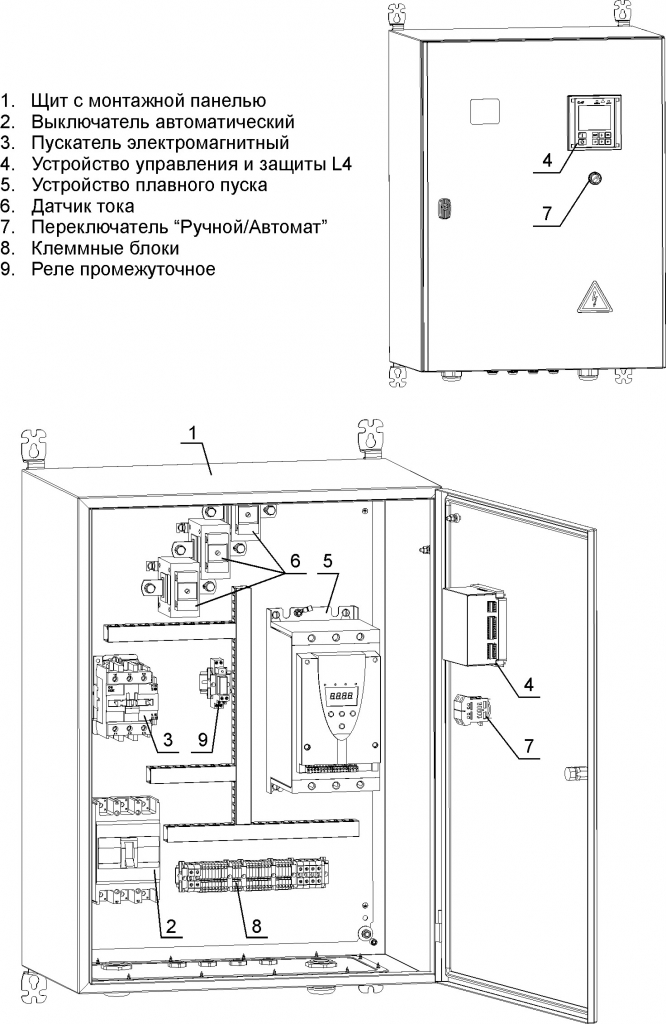 1. Щит с монтажной панелью
2. Выключатель автоматический
3. Пускатель электромагнитный
4. Устройство управления и защиты L4
5. Устройство плавного пуска
6. Датчик тока
7. Переключатель “Ручной/Автомат”
8. Клеммные блоки
9. Реле промежуточное
4
7
1
6 5
4
3 9
7
2 8